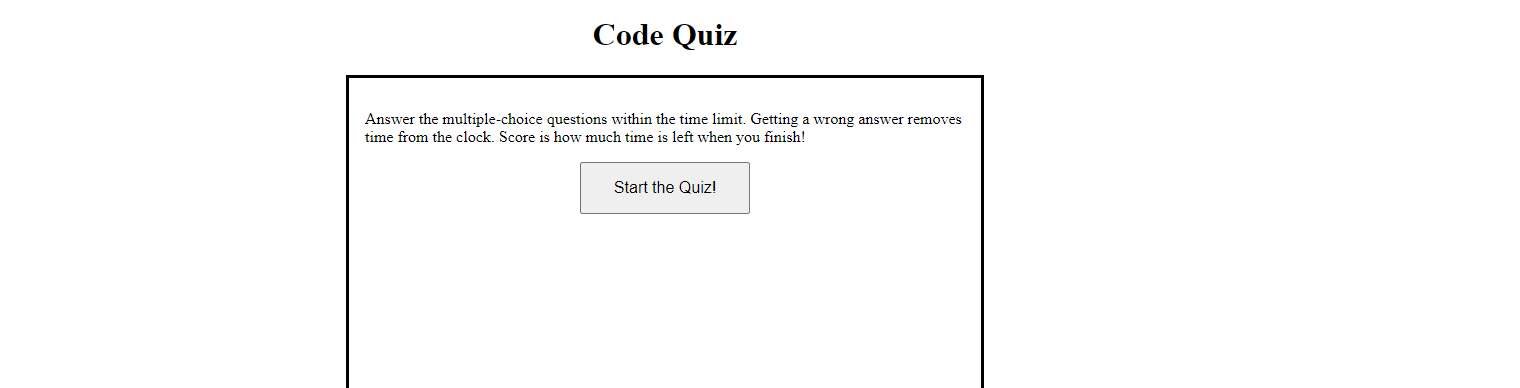 Code Quiz
Answer the multiple-choice questions within the time limit. Getting a wrong answer removes
time from the clock. Score is how much time is left when you finish!
Start the Quiz!